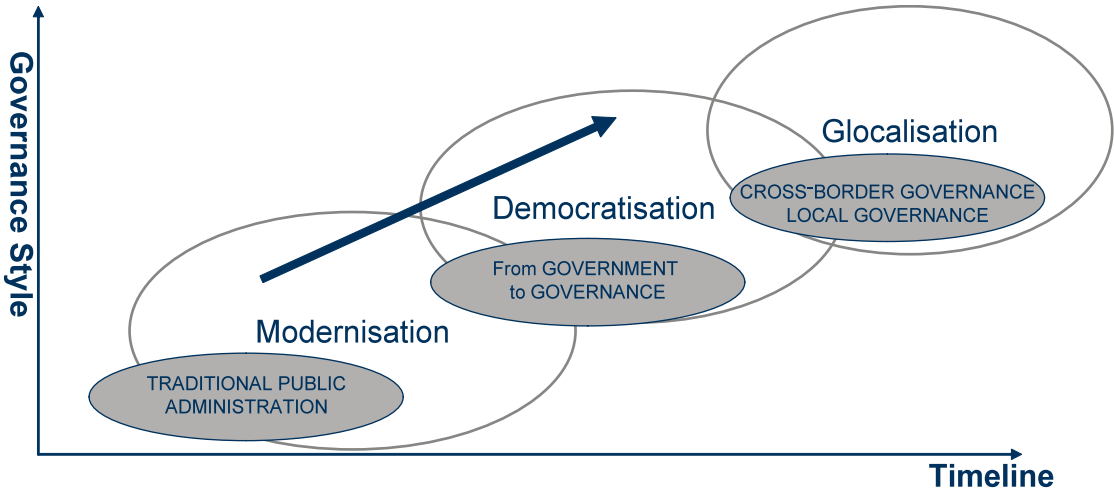 Governance Style
Glocalisation
CROSS-BORDER GOVERNANCE
LOCAL GOVERNANCE
Democratisation
From GOVERNMENT
to GOVERNANCE
Modernisation
TRADITIONAL PUBLIC
ADMINISTRATION
Timeline